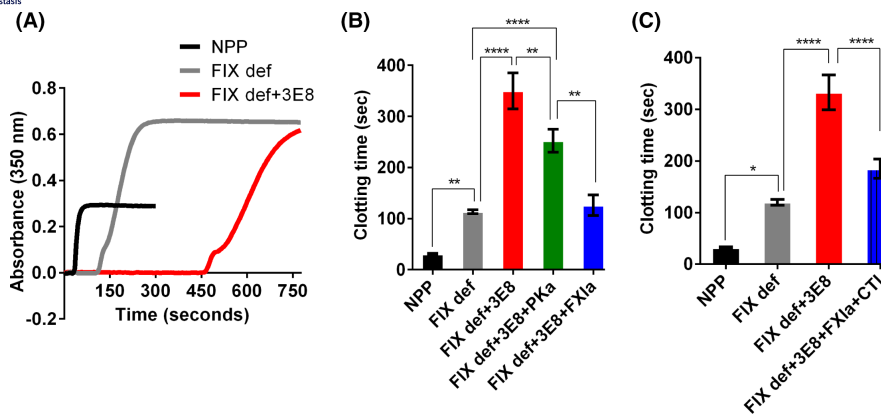 stasis
(A)
NPP
FIX def
FIX def+3E8
Absorbance (350 nm)
0.8
0.6
0.4
0.2
0.0
-0.2
150 300 450 600 750
Time (seconds)
(B)
****
**** **
**
**
Clotting time (sec)
400
300
200
100
0
NPP
FIX def
FIX def+3E8
FIX def+3E8+PKa
FIX def+3E8+FXIa
(C)
**** ****
*
Clotting time (sec)
400
300
200
100
0
NPP
FIX def
FIX def+3E8
FIX def+3E8+FXIa+CTI